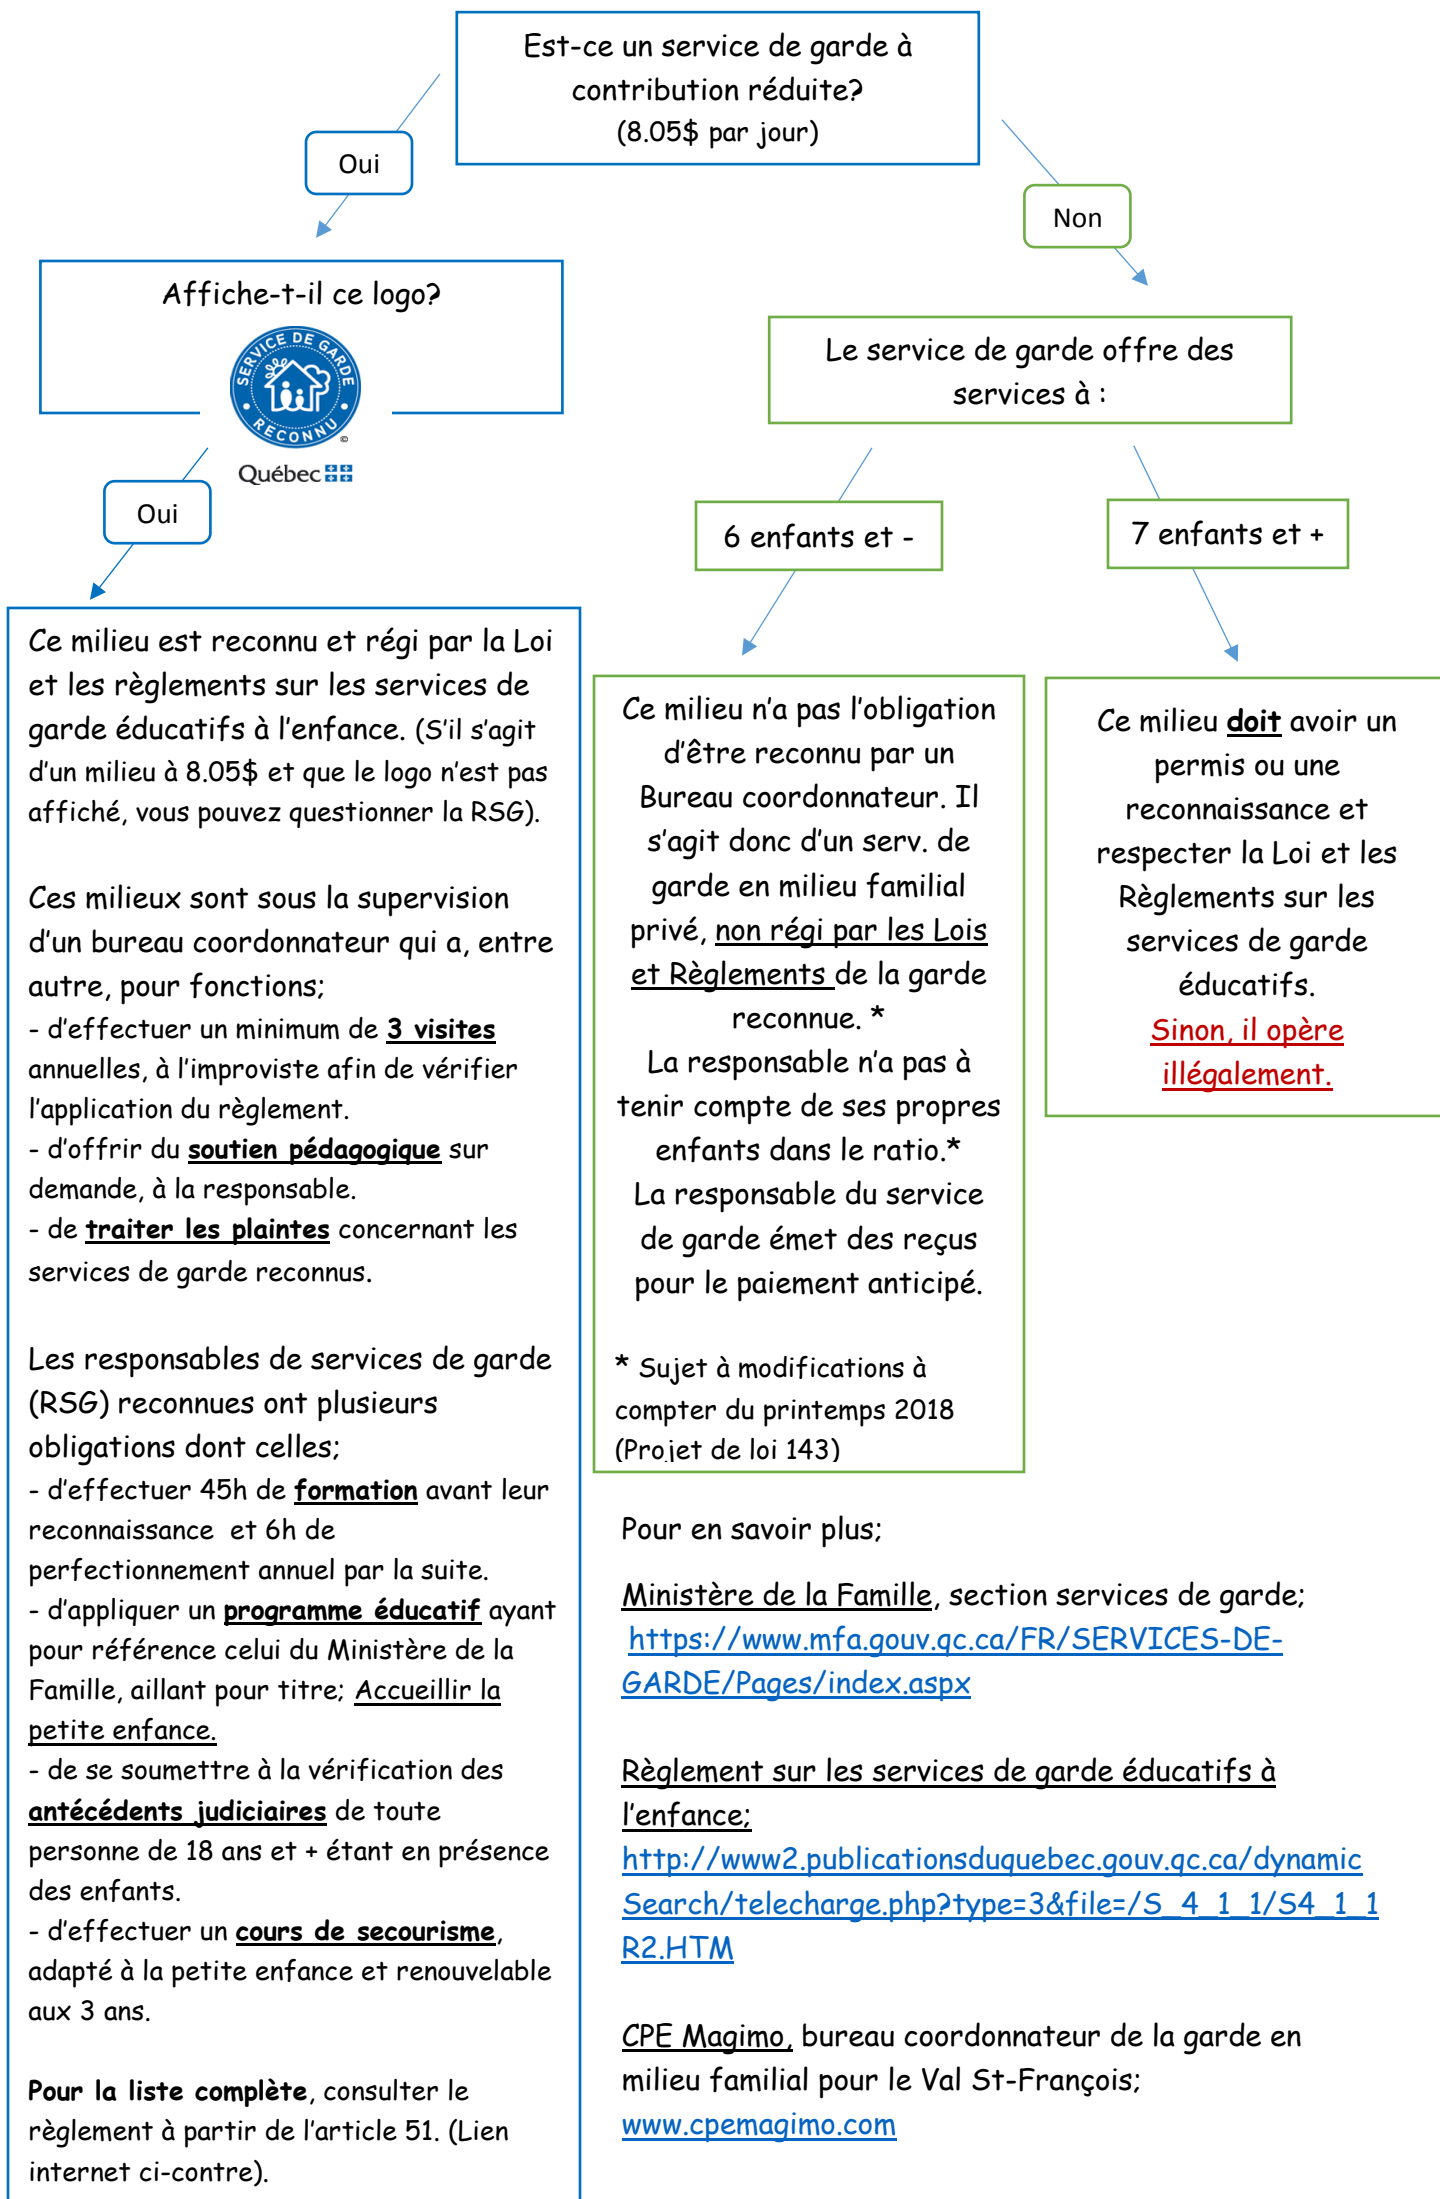 Est-ce un service de garde à
contribution réduite?
(8.05$ par jour)
Oui
Non
Affiche-t-il ce logo?
SERVICE DE GARDE
RECONNU
©
Québec
Oui
Le service de garde offre des
services à :
6 enfants et -
7 enfants et +
Ce milieu est reconnu et régi par la Loi
et les règlements sur les services de
garde éducatifs à l'enfance. (S'il s'agit
d'un milieu à 8.05$ et que le logo n'est pas
affiché, vous pouvez questionner la RSG).
Ces milieux sont sous la supervision
d'un bureau coordonnateur qui a, entre
autre, pour fonctions;
- d'effectuer un minimum de 3 visites
annuelles, à l'improviste afin de vérifier
l'application du règlement.
- d'offrir du soutien pédagogique sur
demande, à la responsable.
- de traiter les plaintes concernant les
services de garde reconnus.
Les responsables de services de garde
(RSG) reconnues ont plusieurs
obligations dont celles;
- d'effectuer 45h de formation avant leur
reconnaissance et 6h de
perfectionnement annuel par la suite.
- d'appliquer un programme éducatif ayant
pour référence celui du Ministère de la
Famille, aillant pour titre; Accueillir la
petite enfance.
- de se soumettre à la vérification des
antécédents judiciaires de toute
personne de 18 ans et + étant en présence
des enfants.
- d'effectuer un cours de secourisme,
adapté à la petite enfance et renouvelable
aux 3 ans.
Pour la liste complète, consulter le
règlement à partir de l'article 51. (Lien
internet ci-contre).
Ce milieu n'a pas l'obligation
d'être reconnu par un
Bureau coordonnateur. Il
s'agit donc d'un serv. de
garde en milieu familial
privé, non régi par les Lois
et Règlements de la garde
reconnue. *
La responsable n'a pas à
tenir compte de ses propres
enfants dans le ratio.*
La responsable du service
de garde émet des reçus
pour le paiement anticipé.
* Sujet à modifications à
compter du printemps 2018
(Projet de loi 143)
Ce milieu doit avoir un
permis ou une
reconnaissance et
respecter la Loi et les
Règlements sur les
services de garde
éducatifs.
Sinon, il opère
illégalement.
Pour en savoir plus;
Ministère de la Famille, section services de garde;
https://www.mfa.gouv.qc.ca/FR/SERVICES-DE-
GARDE/Pages/index.aspx
Règlement sur les services de garde éducatifs à
l'enfance;
http://www2.publicationsduquebec.gouv.qc.ca/dynamic
Search/telecharge.php?type=3&file=/S_4_1_1/S4_1_1
R2.HTM
CPE Magimo, bureau coordonnateur de la garde en
milieu familial pour le Val St-François;
www.cpemagimo.com